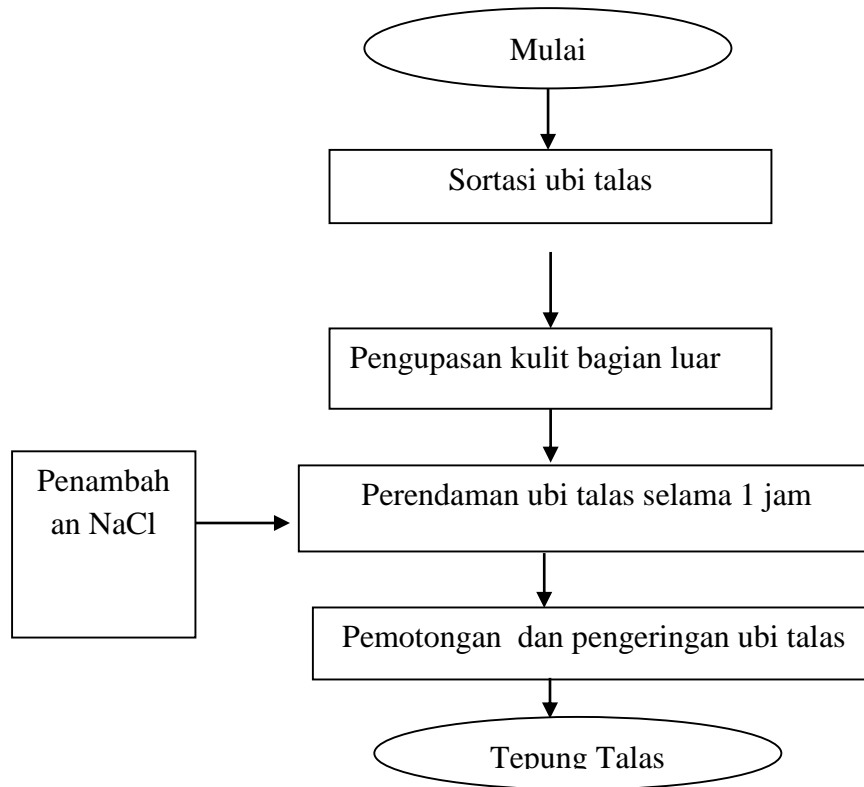 Mulai
Sortasi ubi talas
Pengupasan kulit bagian luar
Penambah
an NaCl
Perendaman ubi talas selama 1 jam
Pemotongan  dan pengeringan ubi talas
Tepung Talas